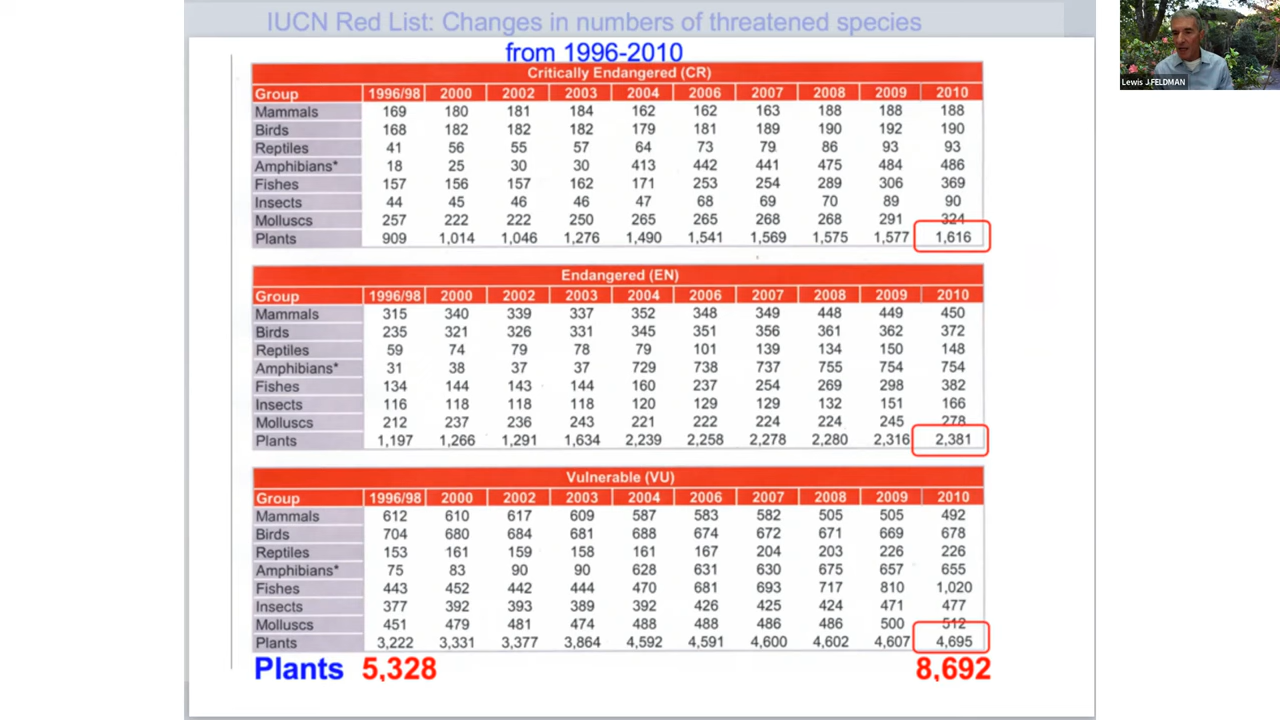 IUCN Red List: Changes in numbers of threatened species
from 1996-2010
Critically Endangered (CR)
Group 1996/98 2000 2002 2003 2004 2006 2007 2008 2009 2010
Mammals 169 180 181 184 162 162 163 188 188 188
Birds 168 182 182 182 179 181 189 190 192 190
Reptiles 41 56 55 57 64 73 79 86 93 93
Amphibians* 18 25 30 30 413 442 441 475 484 486
Fishes 157 156 157 162 171 253 254 289 306 369
Insects 44 45 46 46 47 68 69 70 89 90
Molluscs 257 222 222 250 265 265 268 268 291 324
Plants 909 1,014 1,046 1,276 1,490 1,541 1,569 1,575 1,577 1,616
Endangered (EN)
Group 1996/98 2000 2002 2003 2004 2006 2007 2008 2009 2010
Mammals 315 340 339 337 352 348 349 448 449 450
Birds 235 321 326 331 345 351 356 361 362 372
Reptiles 59 74 79 78 79 101 139 134 150 148
Amphibians* 31 38 37 37 729 738 737 755 754 754
Fishes 134 144 143 144 160 237 254 269 298 382
Insects 116 118 118 118 120 129 129 132 151 166
Molluscs 212 237 236 243 221 222 224 224 245 278
Plants 1,197 1,266 1,291 1,634 2,239 2,258 2,278 2,280 2,316 2,381
Vulnerable (VU)
Group 1996/98 2000 2002 2003 2004 2006 2007 2008 2009 2010
Mammals 612 610 617 609 587 583 582 505 505 492
Birds 704 680 684 681 688 674 672 671 669 678
Reptiles 153 161 159 158 161 167 204 203 226 226
Amphibians* 75 83 90 90 628 631 630 675 657 655
Fishes 443 452 442 444 470 681 693 717 810 1,020
Insects 377 392 393 389 392 426 425 424 471 477
Molluscs 451 479 481 474 488 488 486 486 500 512
Plants 3,222 3,331 3,377 3,864 4,592 4,591 4,600 4,602 4,607 4,695
Plants 5,328 8,692
Lewis J.FELDMAN